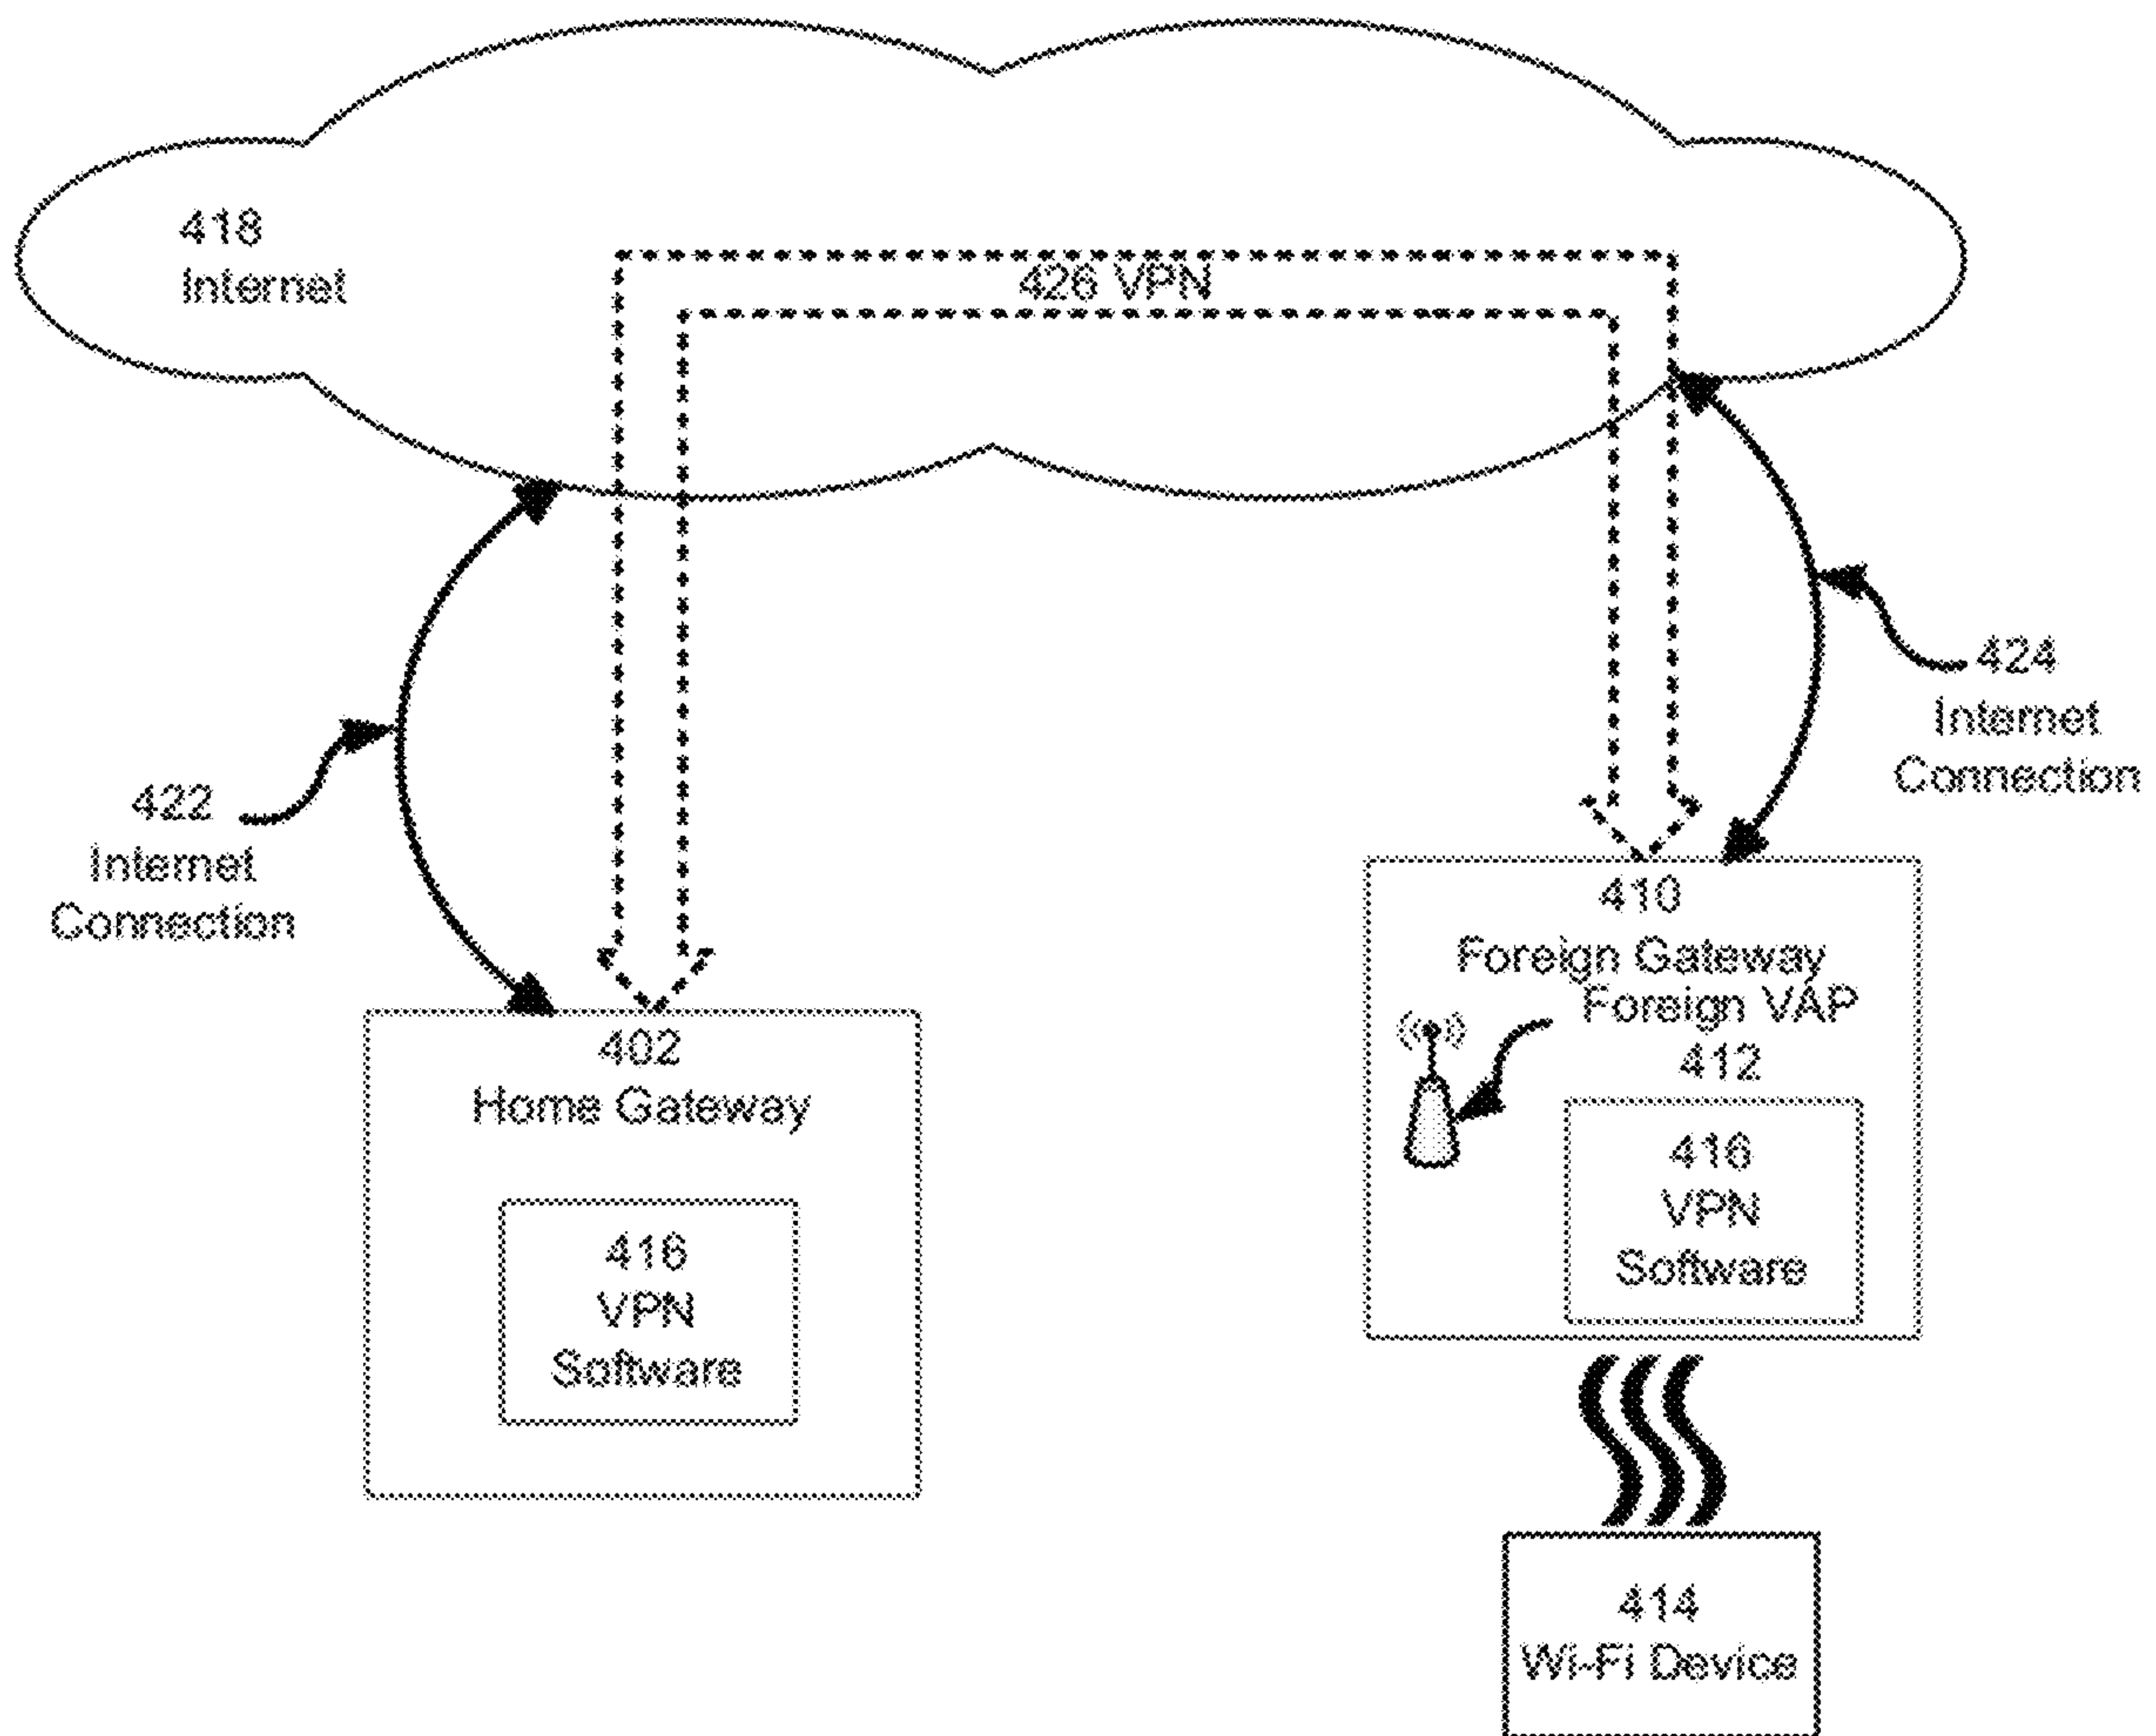 418
Internet
426 VPN
424
Internet
Connection
422
Internet
Connection
410
Foreign Gateway
Foreign VAP
412
416
VPN
Software
402
Home Gateway
416
VPN
Software
414
Wi-Fi Device